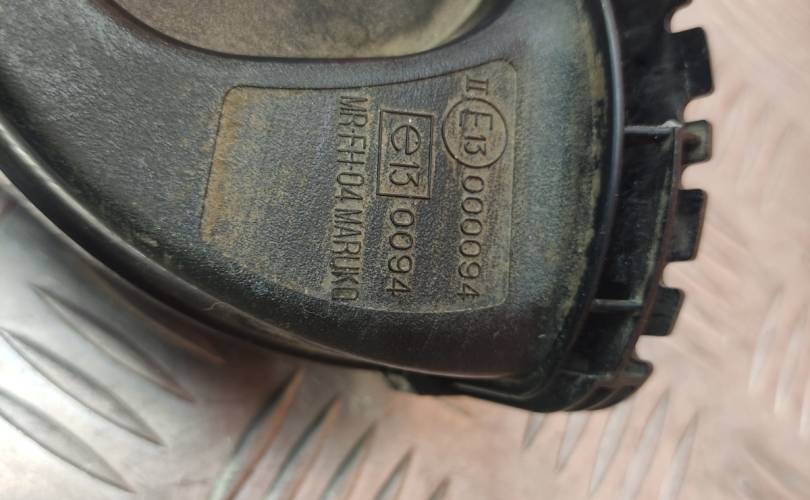 II
E13 000094
e13 0094
MR-FH-04 MARUKO